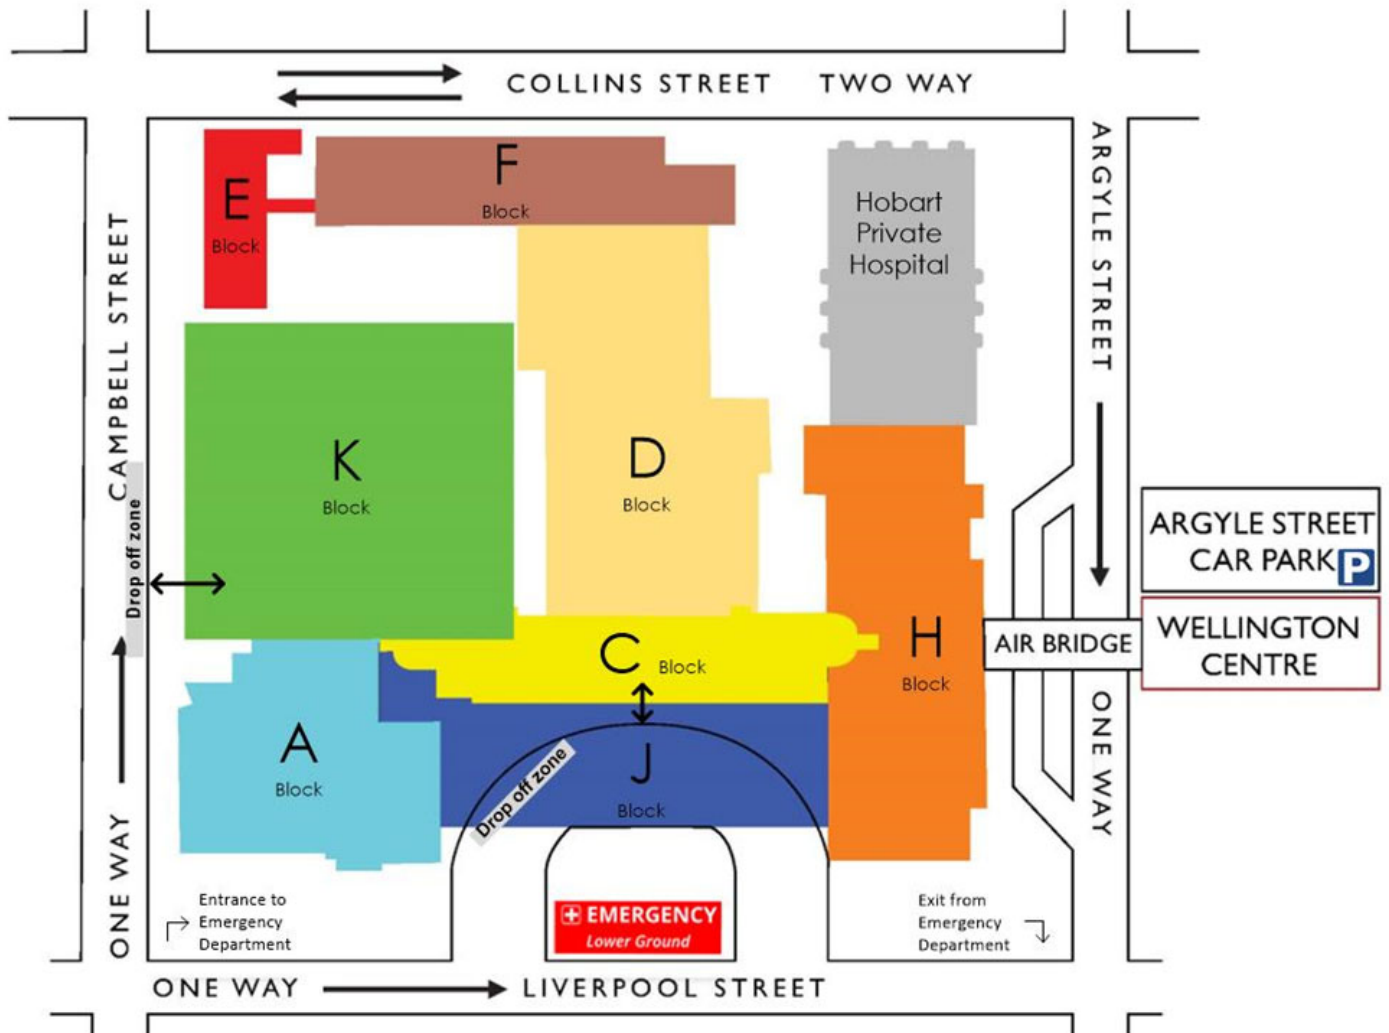 COLLINS STREET TWO WAY
CAMPBELL STREET
ONE WAY
Drop off zone
E
Block
F
Block
Hobart
Private
Hospital
ARGYLE STREET
ONE WAY
K
Block
D
Block
ARGYLE STREET
CAR PARK P
WELLINGTON
CENTRE
AIR BRIDGE
H
Block
C Block
A
Block
J
Block
Drop off zone
Entrance to
Emergency
Department
EMERGENCY
Lower Ground
Exit from
Emergency
Department
ONE WAY LIVERPOOL STREET